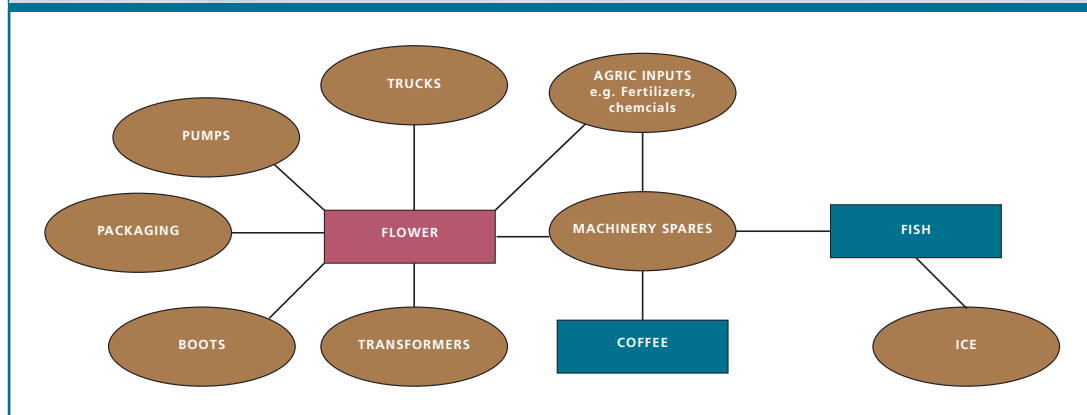 TRUCKS
AGRIC INPUTS
e.g. Fertilizers,
chemcials
PUMPS
PACKAGING
FLOWER
MACHINERY SPARES
FISH
BOOTS
TRANSFORMERS
COFFEE
ICE